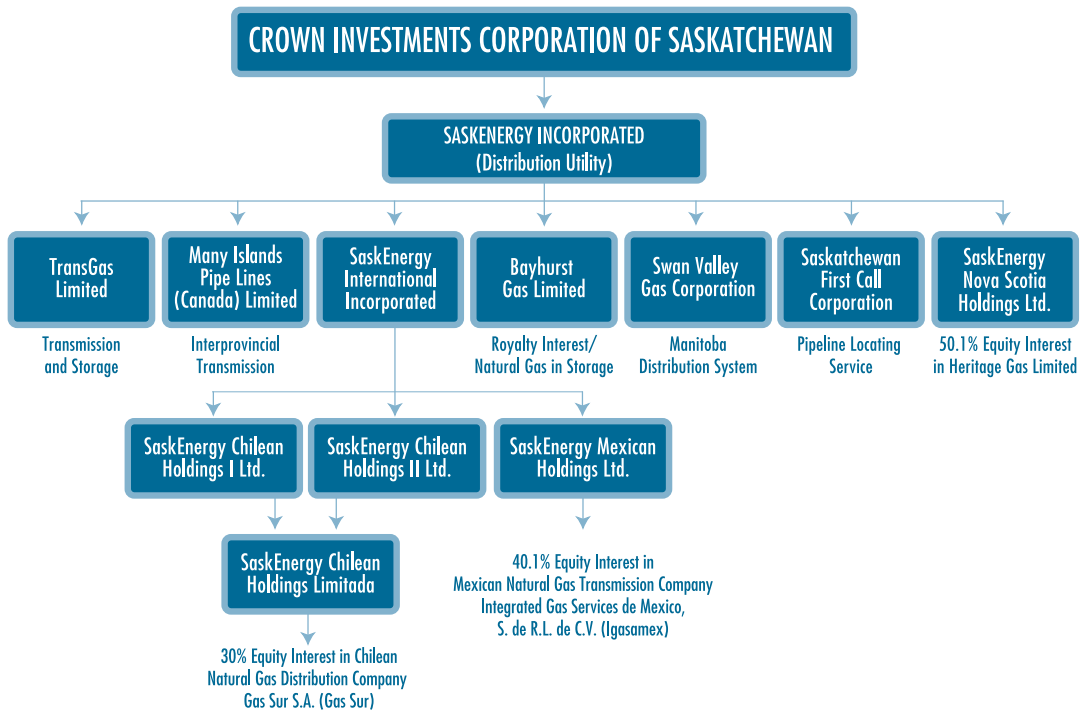 CROWN INVESTMENTS CORPORATION OF SASKATCHEWAN
SASKENERGY INCORPORATED
(Distribution Utility)
TransGas
Limited
Transmission
and Storage
Many Islands
Pipe Lines
(Canada) Limited
Interprovincial
Transmission
SaskEnergy
International
Incorporated
Bayhurst
Gas Limited
Royalty Interest/
Natural Gas in Storage
Swan Valley
Gas Corporation
Manitoba
Distribution System
Saskatchewan
First Call
Corporation
Pipeline Locating
Service
SaskEnergy
Nova Scotia
Holdings Ltd.
50.1% Equity Interest
in Heritage Gas Limited
SaskEnergy Chilean
Holdings I Ltd.
SaskEnergy Chilean
Holdings II Ltd.
SaskEnergy Mexican
Holdings Ltd.
SaskEnergy Chilean
Holdings Limitada
30% Equity Interest in Chilean
Natural Gas Distribution Company
Gas Sur S.A. (Gas Sur)
40.1% Equity Interest in
Mexican Natural Gas Transmission Company
Integrated Gas Services de Mexico,
S. de R.L. de C.V. (Igasamex)